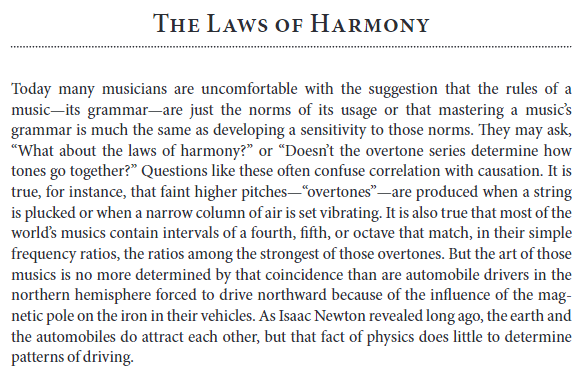 The Laws of Harmony
Today many musicians are uncomfortable with the suggestion that the rules of a
music—its grammar—are just the norms of its usage or that mastering a music’s
grammar is much the same as developing a sensitivity to those norms. They may ask,
“What about the laws of harmony?” or “Doesn’t the overtone series determine how
tones go together?” Questions like these often confuse correlation with causation. It is
true, for instance, that faint higher pitches—“overtones”—are produced when a string
is plucked or when a narrow column of air is set vibrating. It is also true that most of the
world’s musics contain intervals of a fourth, fifth, or octave that match, in their simple
frequency ratios, the ratios among the strongest of those overtones. But the art of those
musics is no more determined by that coincidence than are automobile drivers in the
northern hemisphere forced to drive northward because of the influence of the mag-
netic pole on the iron in their vehicles. As Isaac Newton revealed long ago, the earth and
the automobiles do attract each other, but that fact of physics does little to determine
patterns of driving.